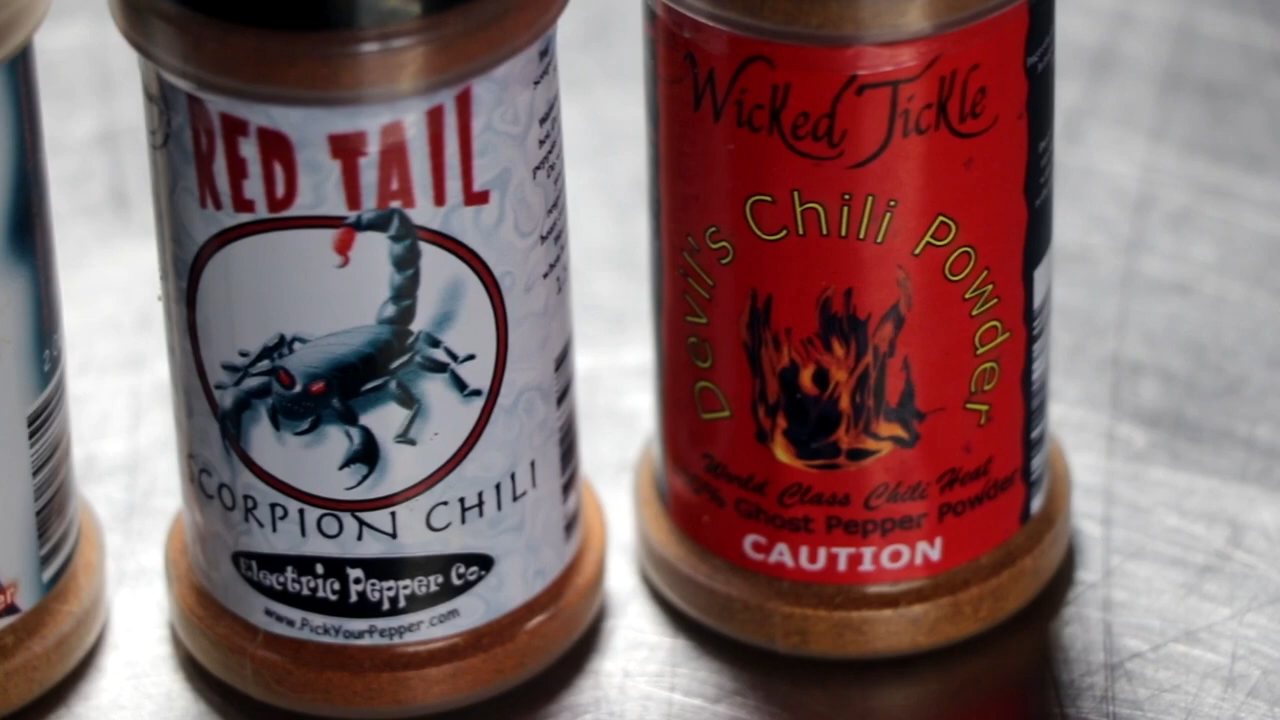 RED TAIL
SCORPION CHILI
Electric Pepper Co.
www.PickYourPepper.com
Wicked Tickle
Devil's Chili Powder
World Class Chili Heat
Ghost Pepper Powder
CAUTION